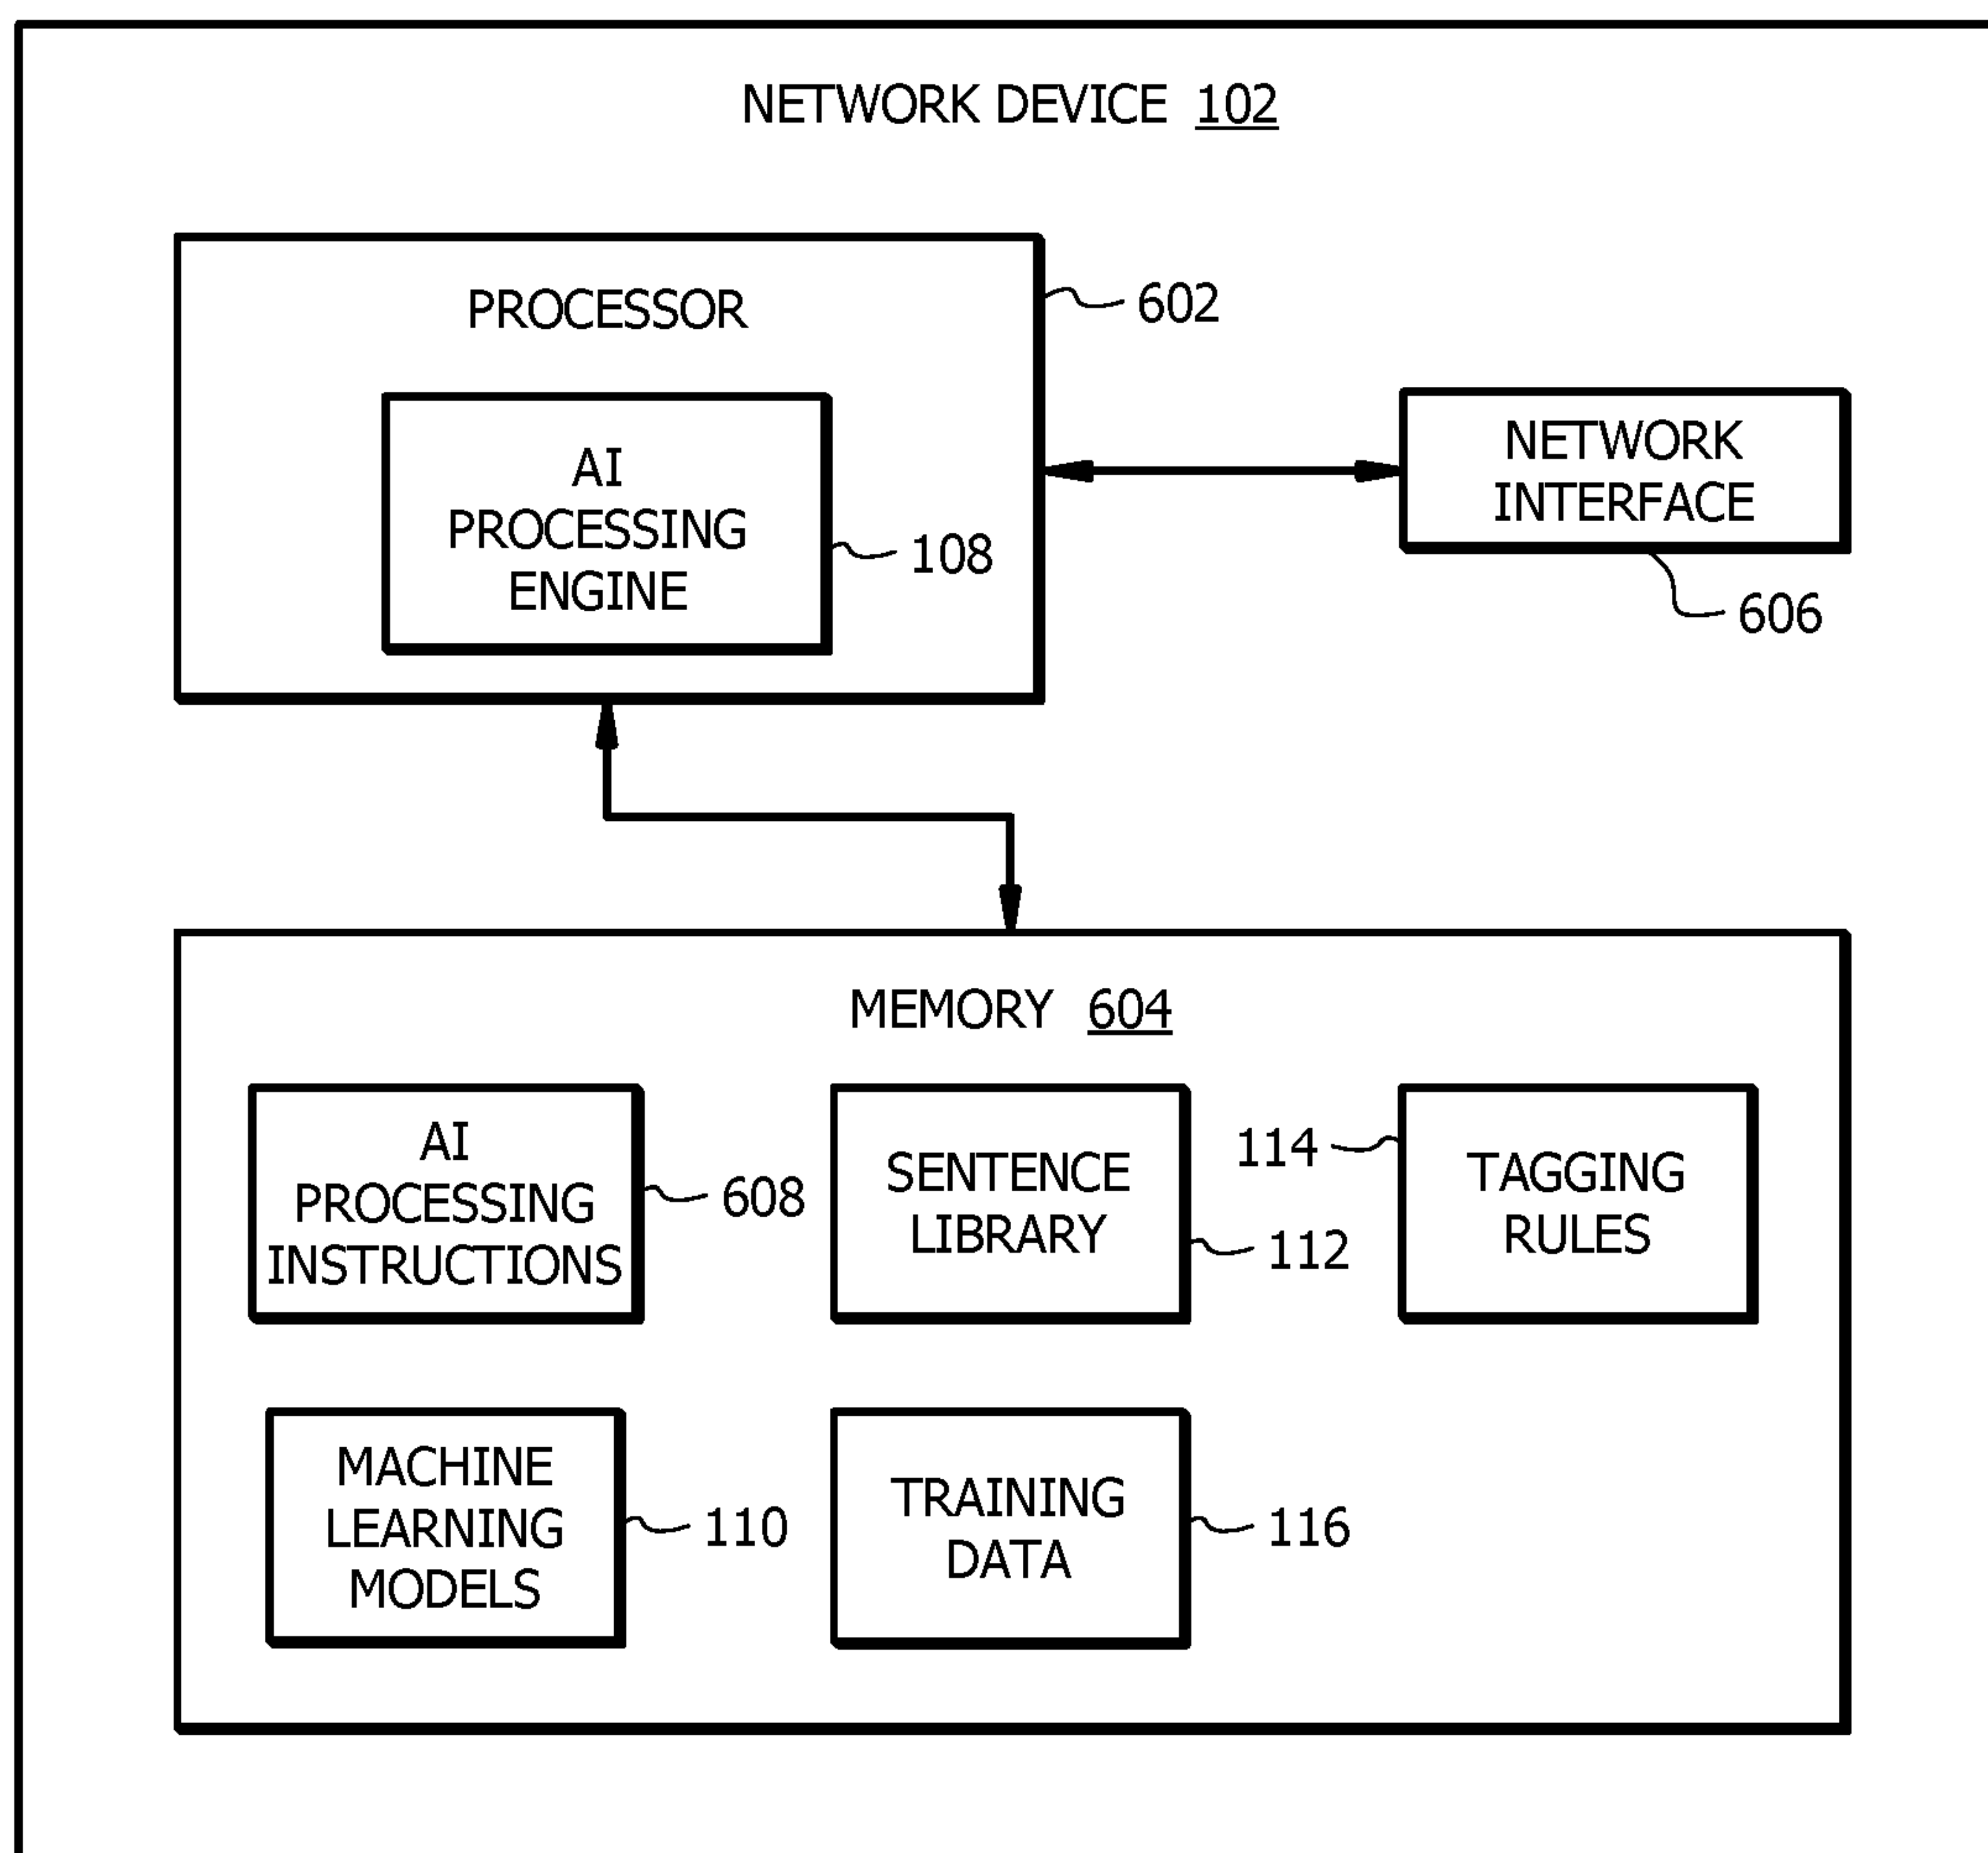 NETWORK DEVICE 102
PROCESSOR
602
AI
PROCESSING
ENGINE
108
NETWORK
INTERFACE
606
MEMORY 604
AI
PROCESSING
INSTRUCTIONS
608
SENTENCE
LIBRARY
112
114
TAGGING
RULES
MACHINE
LEARNING
MODELS
110
TRAINING
DATA
116